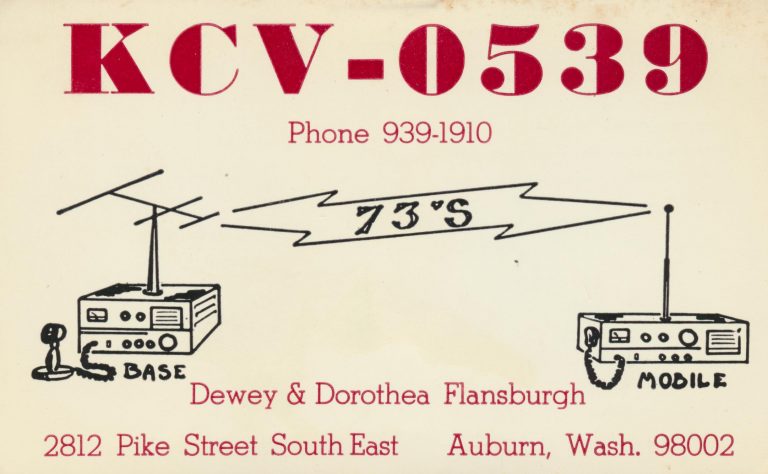 KCV-0539
Phone 939-1910
73'S
BASE
MOBILE
Dewey & Dorothea Flansburgh
2812 Pike Street South East Auburn, Wash. 98002